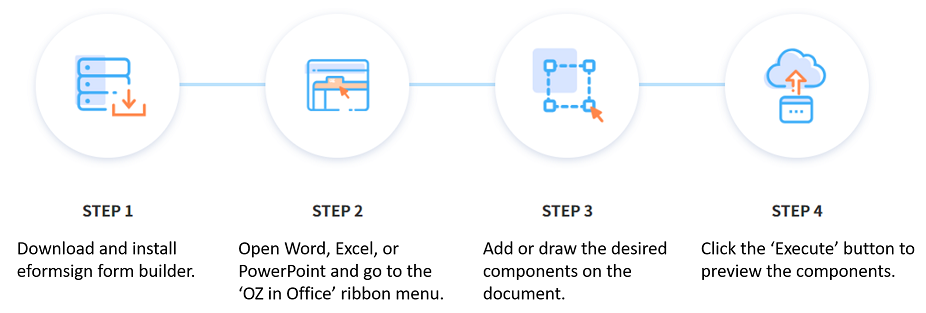 STEP 1
Download and install
eformsign form builder.
STEP 2
Open Word, Excel, or
PowerPoint and go to the
‘OZ in Office’ ribbon menu.
STEP 3
Add or draw the desired
components on the
document.
STEP 4
Click the ‘Execute’ button to
preview the components.